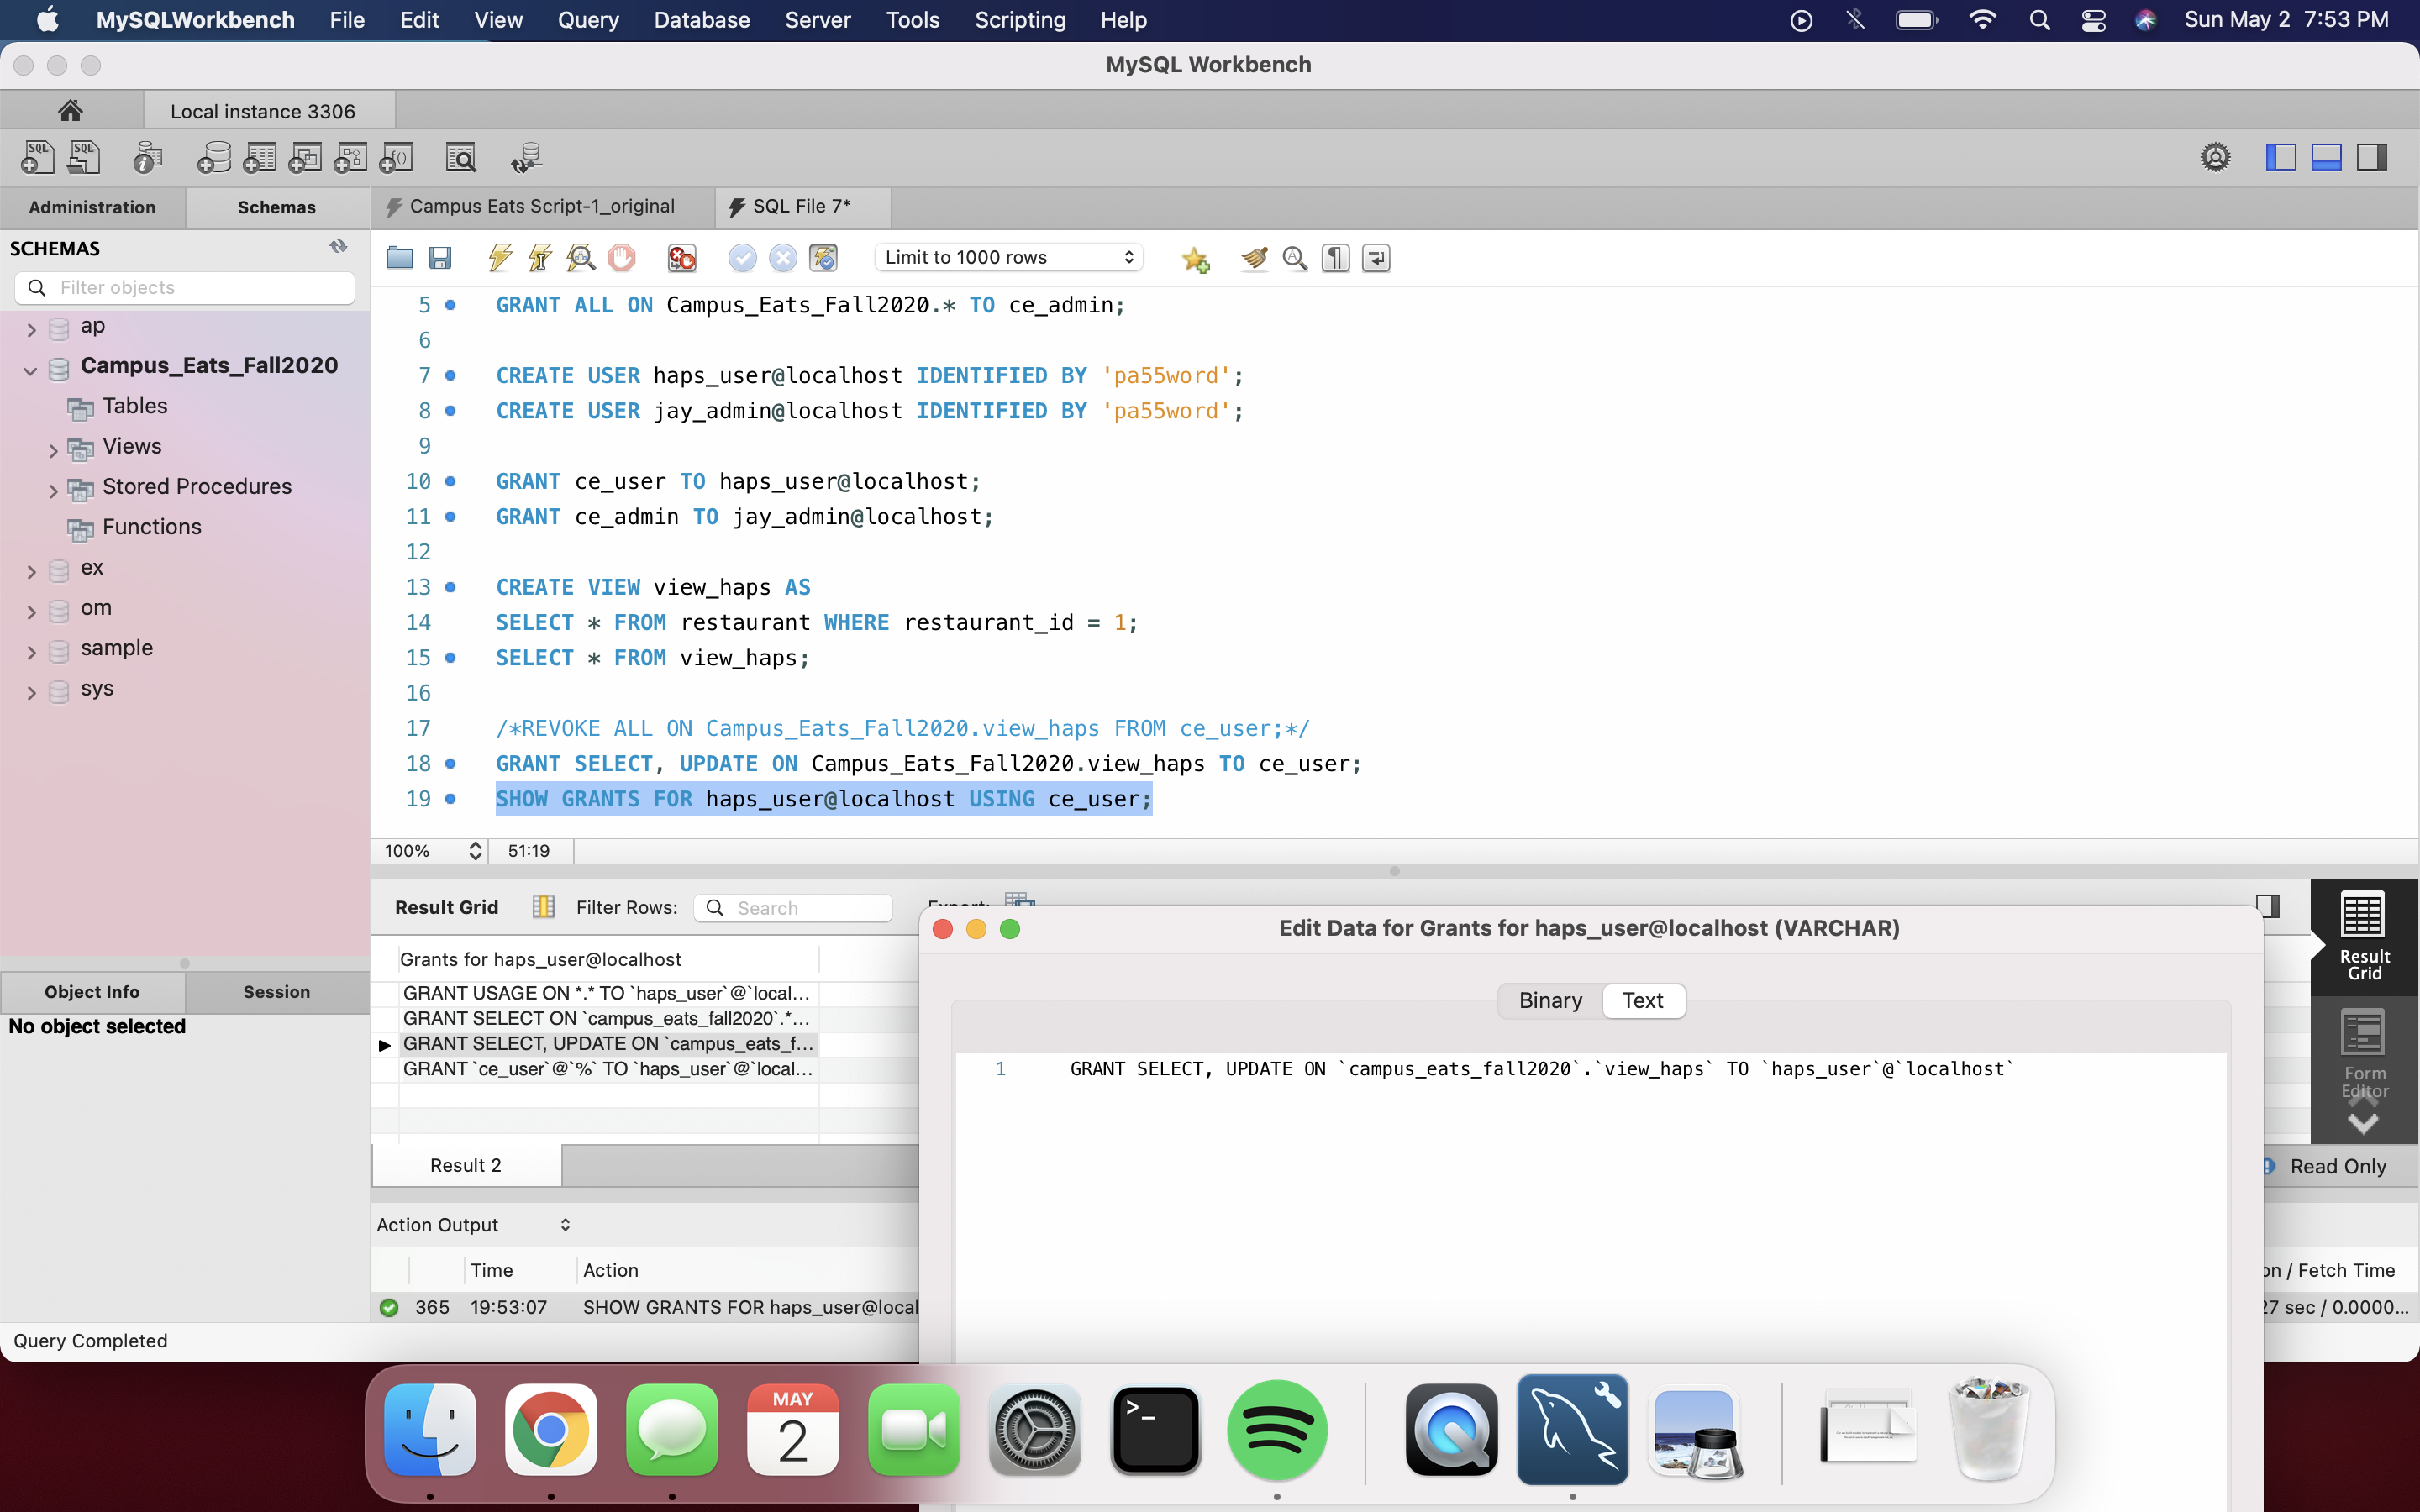 MySQLWorkbench File Edit View Query Database Server Tools Scripting Help Sun May 2 7:53 PM
MySQL Workbench
Local instance 3306
SQL SQL
Administration Schemas Campus Eats Script-1_original SQL File 7*
SCHEMAS
Limit to 1000 rows
Filter objects
ap
Campus_Eats_Fall2020
Tables
Views
Stored Procedures
Functions
ex
om
sample
sys
5 GRANT ALL ON Campus_Eats_Fall2020.* TO ce_admin;
6
7 CREATE USER haps_user@localhost IDENTIFIED BY 'pa55word';
8 CREATE USER jay_admin@localhost IDENTIFIED BY 'pa55word';
9
10 GRANT ce_user TO haps_user@localhost;
11 GRANT ce_admin TO jay_admin@localhost;
12
13 CREATE VIEW view_haps AS
14 SELECT * FROM restaurant WHERE restaurant_id = 1;
15 SELECT * FROM view_haps;
16
17 /*REVOKE ALL ON Campus_Eats_Fall2020.view_haps FROM ce_user;*/
18 GRANT SELECT, UPDATE ON Campus_Eats_Fall2020.view_haps TO ce_user;
19 SHOW GRANTS FOR haps_user@localhost USING ce_user;
100% 51:19
Result Grid Filter Rows: Search
Grants for haps_user@localhost
GRANT USAGE ON *.* TO `haps_user`@`local...
GRANT SELECT ON `campus_eats_fall2020`.*...
GRANT SELECT, UPDATE ON `campus_eats_f...
GRANT `ce_user`@`%` TO `haps_user`@`local...
Result 2
Edit Data for Grants for haps_user@localhost (VARCHAR)
Binary Text
1 GRANT SELECT, UPDATE ON `campus_eats_fall2020`.`view_haps` TO `haps_user`@`localhost`
Result
Grid
Form
Editor
Read Only
Object Info Session
No object selected
Action Output
Time Action on / Fetch Time
365 19:53:07 SHOW GRANTS FOR haps_user@local 27 sec / 0.0000...
Query Completed
MAY
2